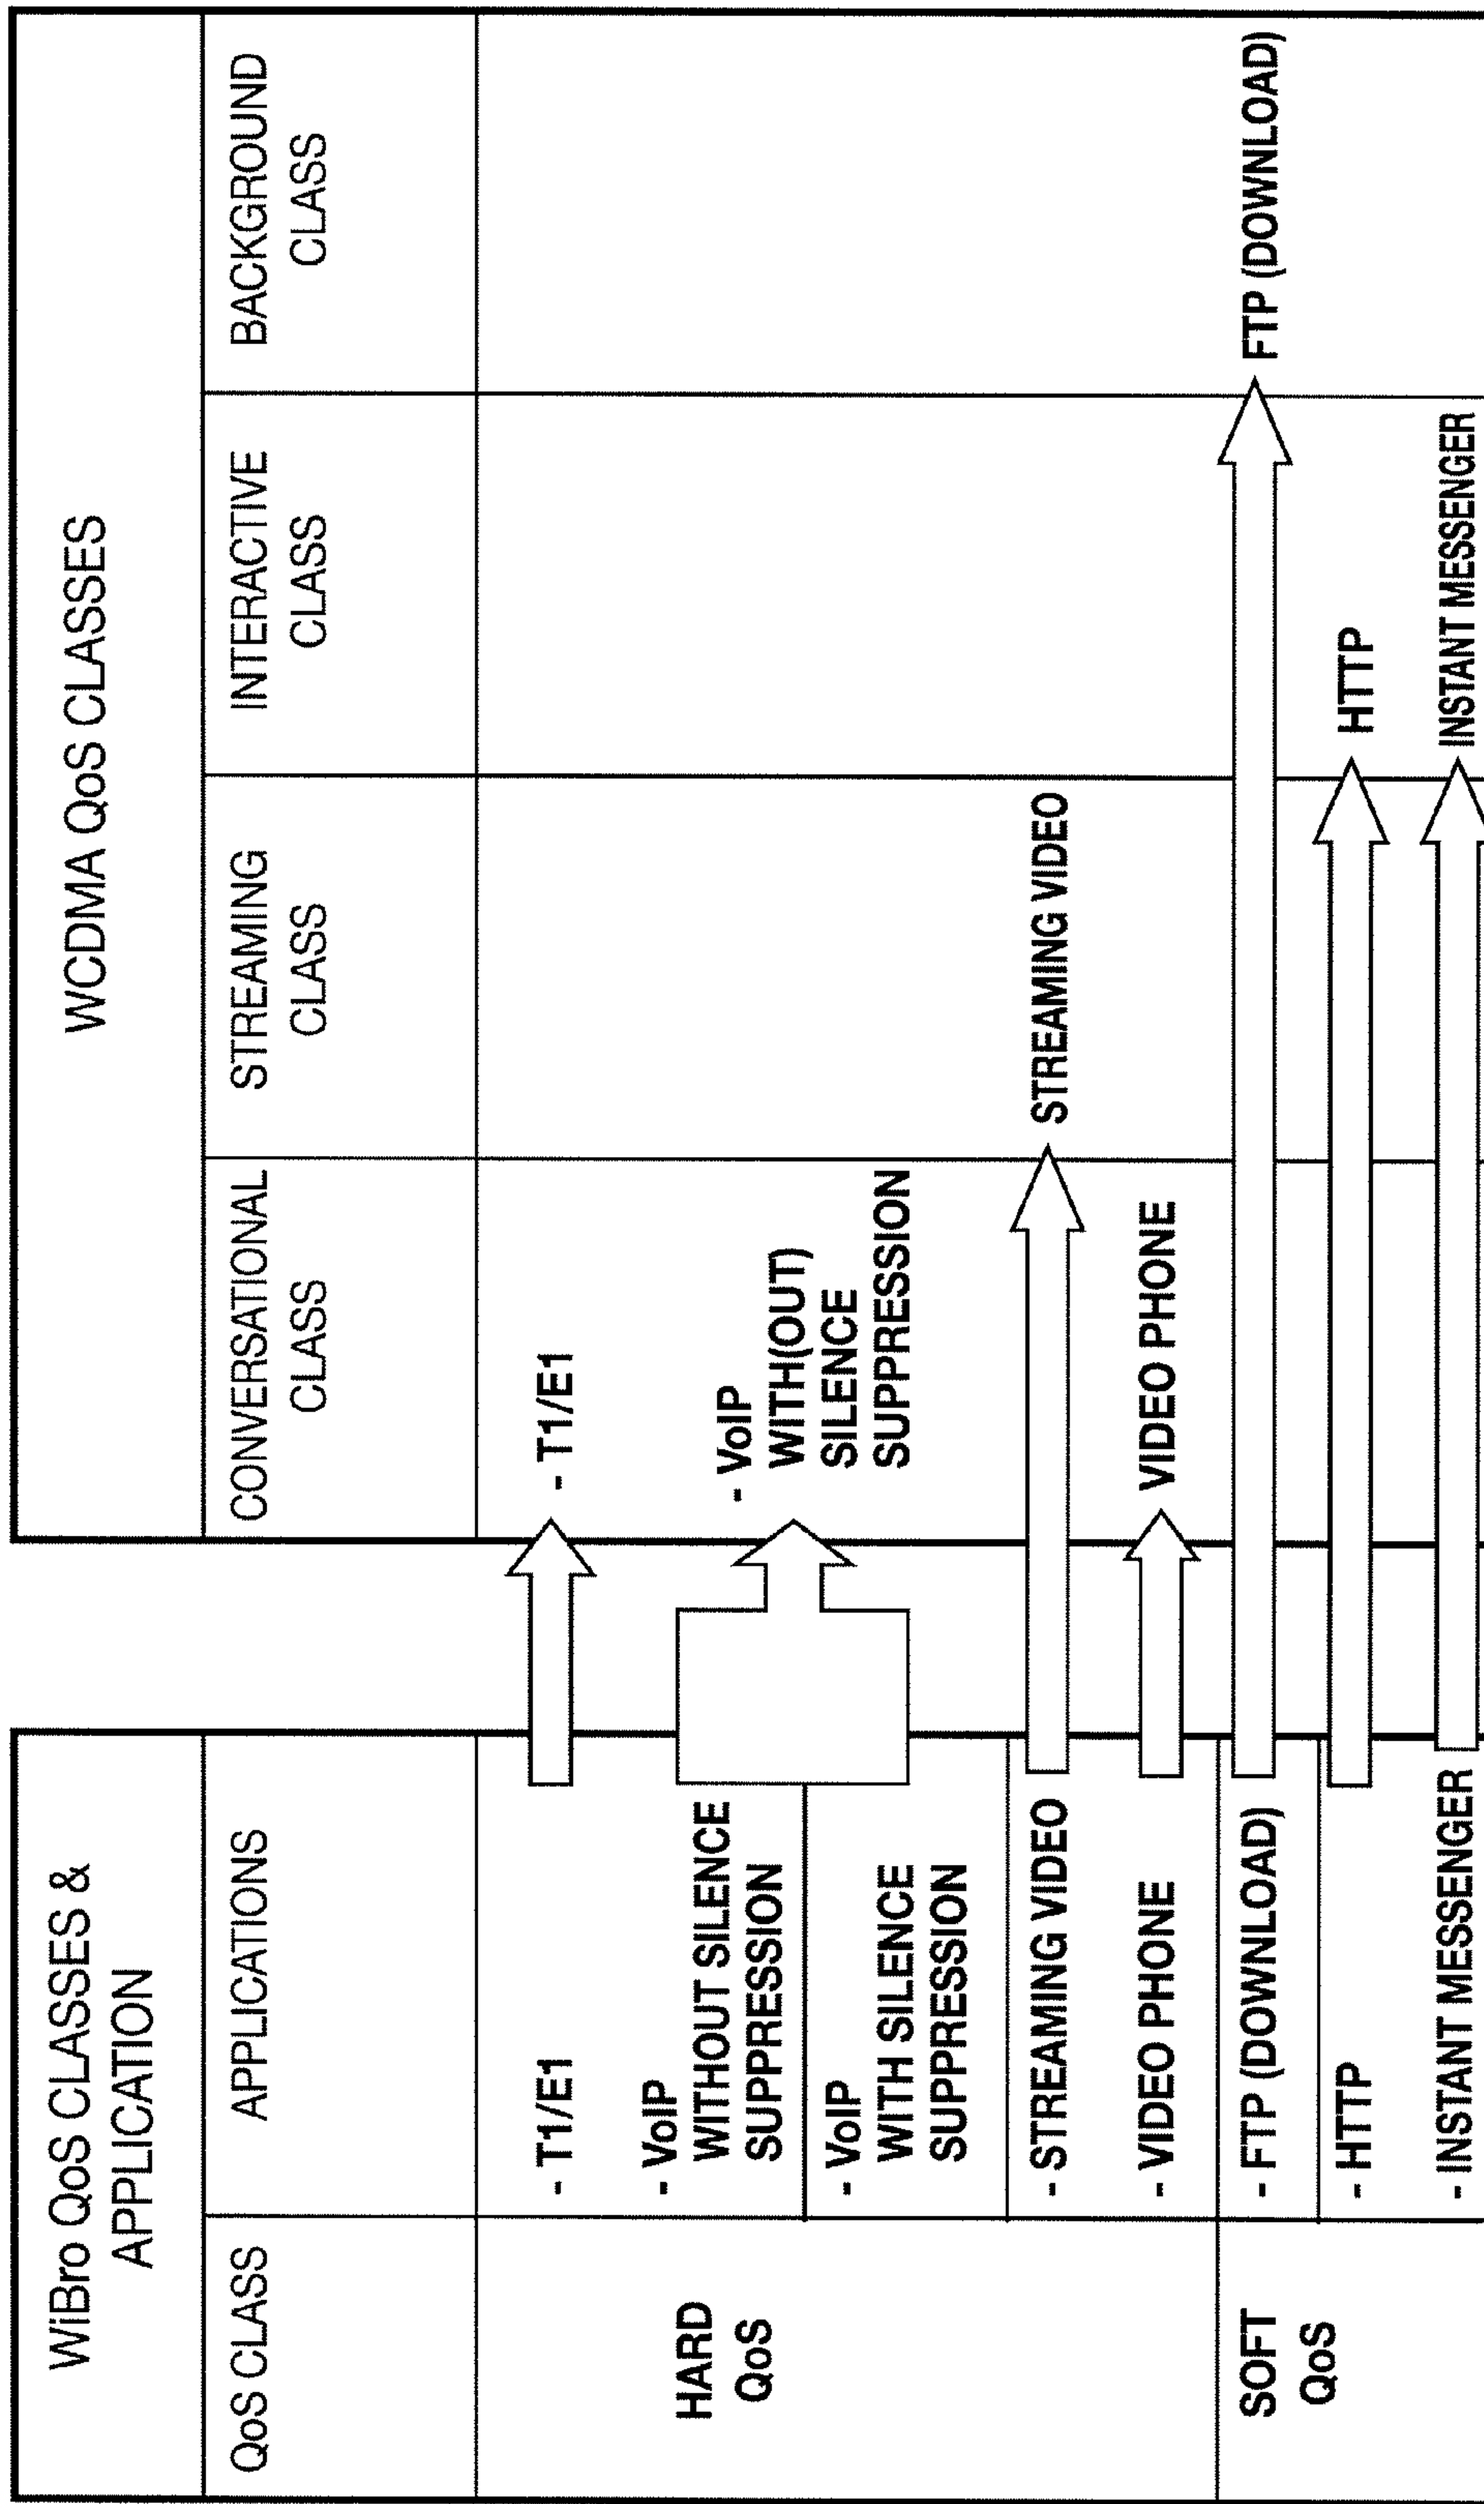 WiBro QoS CLASSES &
APPLICATION
QoS CLASS
APPLICATIONS
HARD
QoS
- T1/E1
- VoIP
WITHOUT SILENCE
SUPPRESSION
- VoIP
WITH SILENCE
SUPPRESSION
- STREAMING VIDEO
- VIDEO PHONE
SOFT
QoS
- FTP (DOWNLOAD)
- HTTP
- INSTANT MESSENGER
WCDMA QoS CLASSES
CONVERSATIONAL
CLASS
STREAMING
CLASS
INTERACTIVE
CLASS
BACKGROUND
CLASS
- T1/E1
- VoIP
WITH(OUT)
SILENCE
SUPPRESSION
STREAMING VIDEO
VIDEO PHONE
FTP (DOWNLOAD)
HTTP
INSTANT MESSENGER